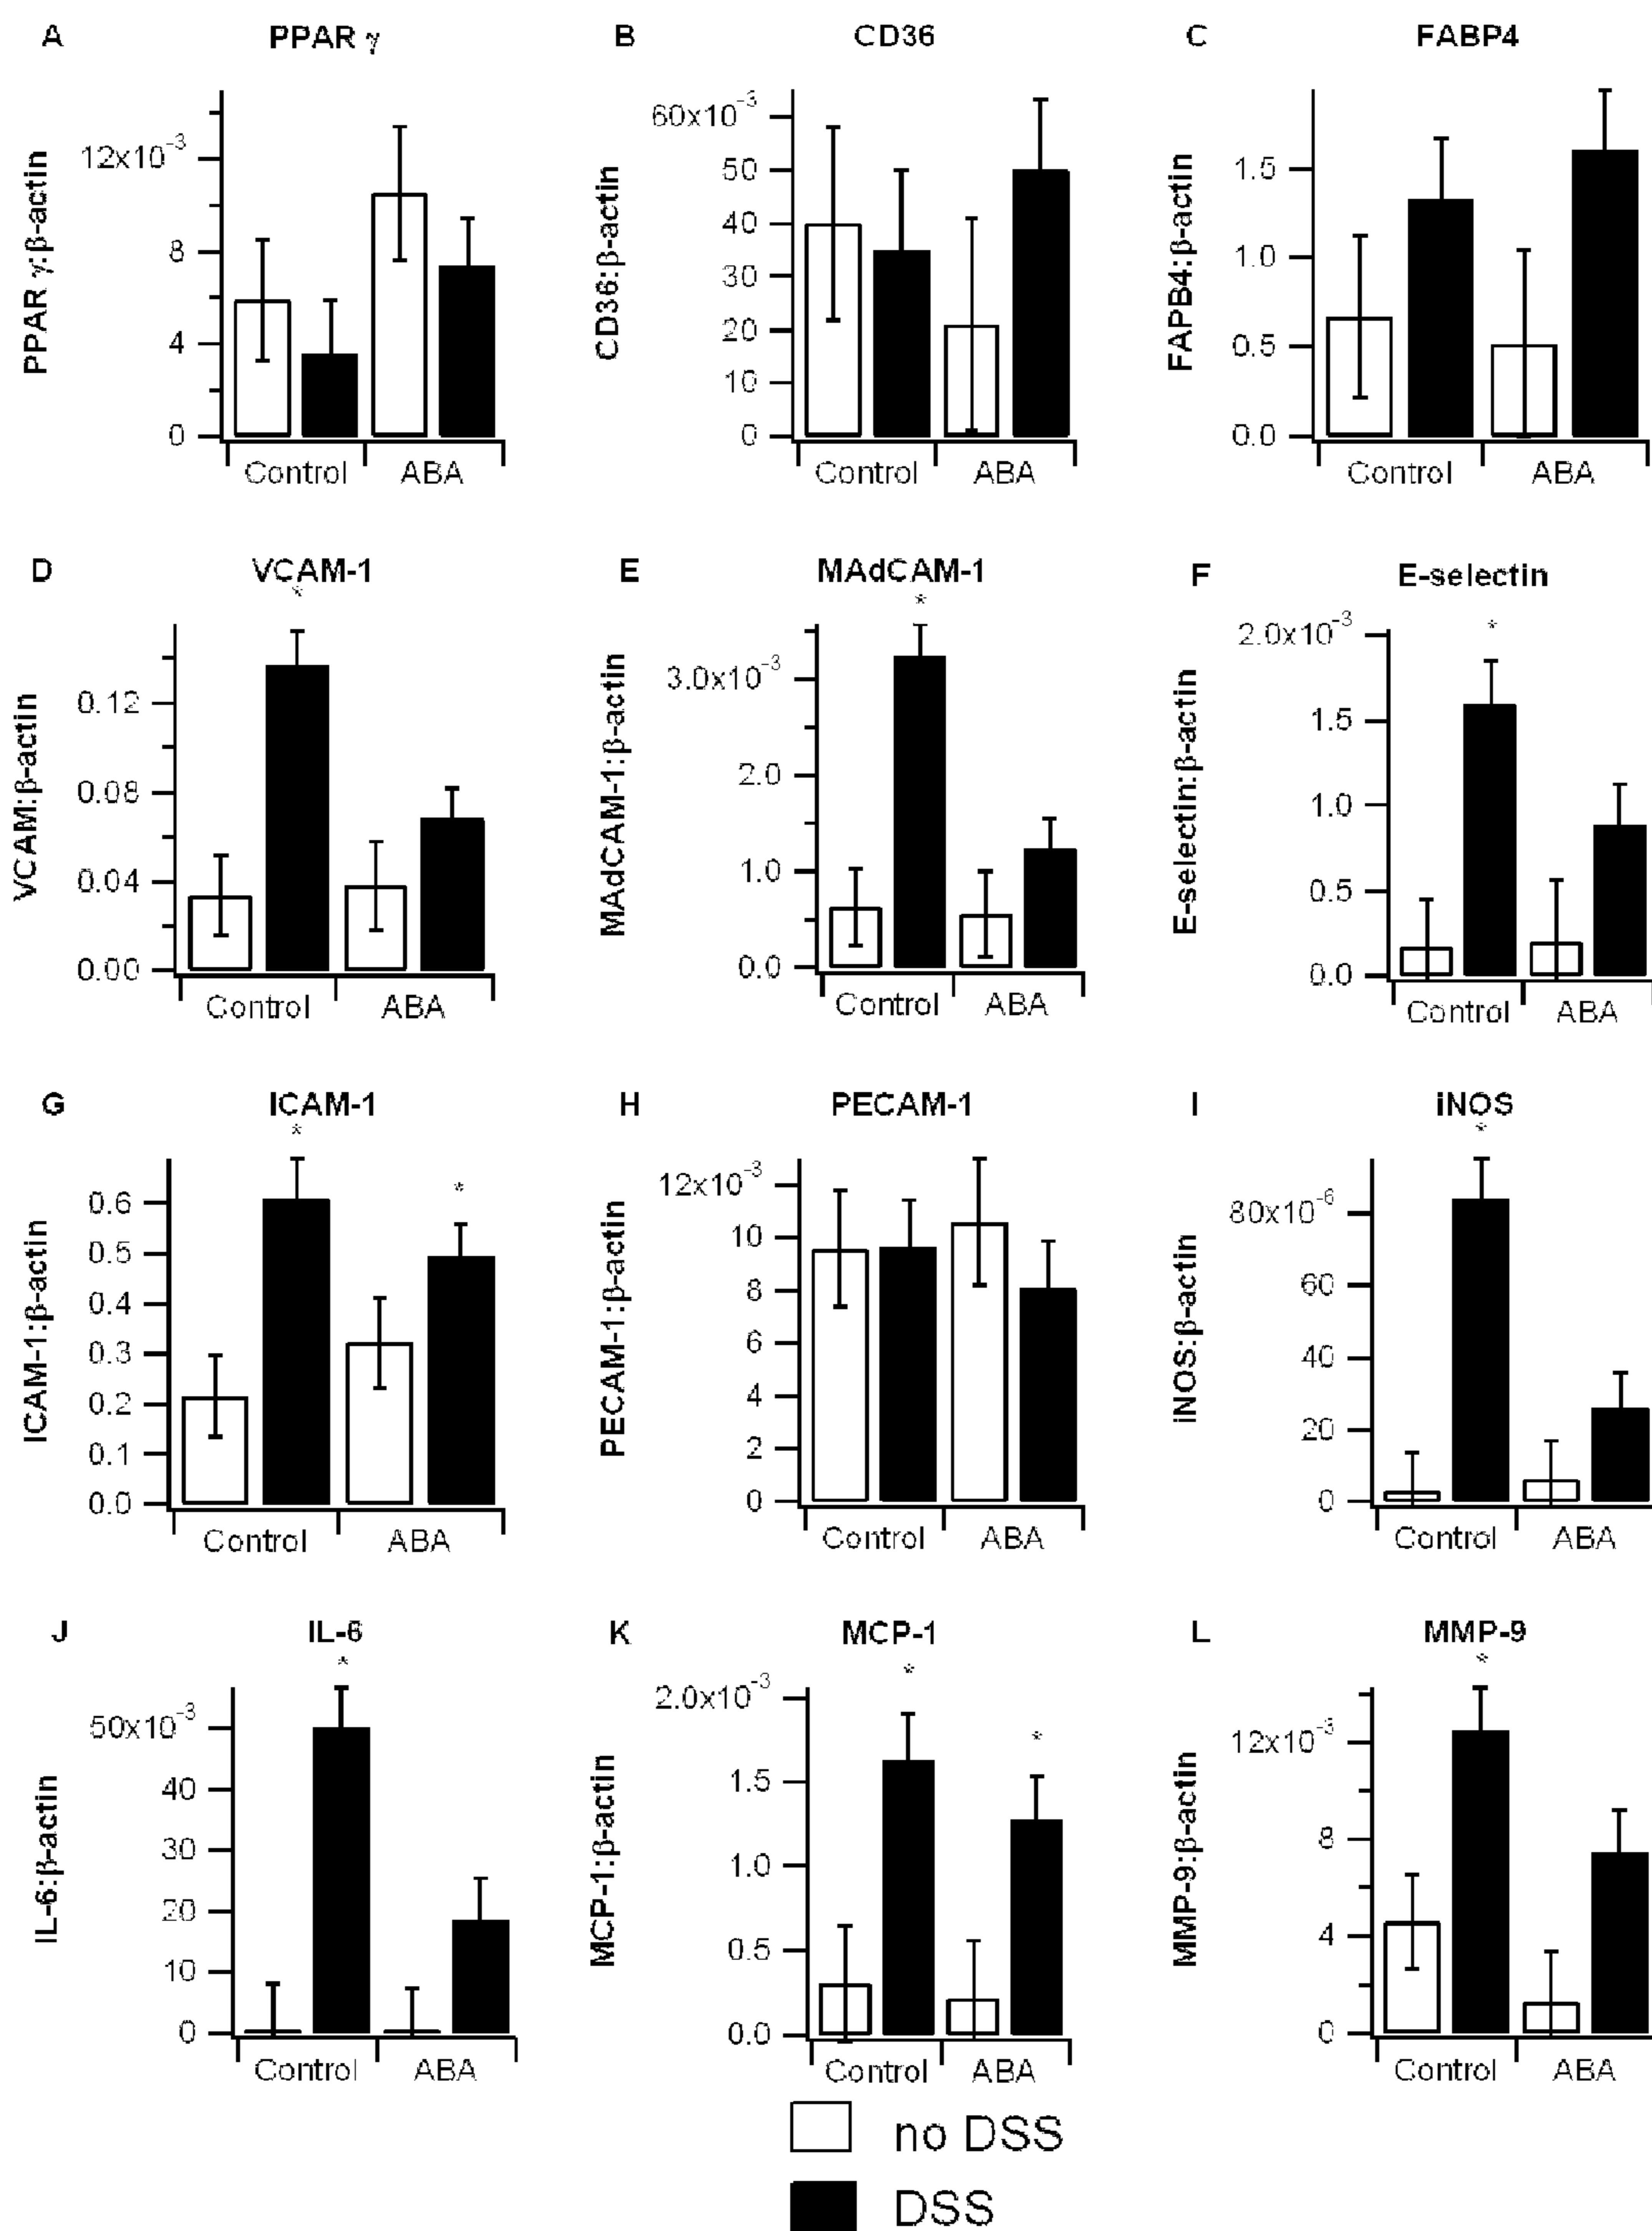 A PPAR γ
PPAR γ:β-actin
12x10⁻³
8
4
0
Control ABA
B CD36
CD36:β-actin
60x10⁻³
50
40
30
20
10
0
Control ABA
C FABP4
FAPB4:β-actin
1.5
1.0
0.5
0.0
Control ABA
D VCAM-1
*
VCAM:β-actin
0.12
0.08
0.04
0.00
Control ABA
E MAdCAM-1
*
MAdCAM-1:β-actin
3.0x10⁻³
2.0
1.0
0.0
Control ABA
F E-selectin
*
E-selectin:β-actin
2.0x10⁻³
1.5
1.0
0.5
0.0
Control ABA
G ICAM-1
*
*
ICAM-1:β-actin
0.6
0.5
0.4
0.3
0.2
0.1
0.0
Control ABA
H PECAM-1
PECAM-1:β-actin
12x10⁻³
10
8
6
4
2
0
Control ABA
I iNOS
*
iNOS:β-actin
80x10⁻⁶
60
40
20
0
Control ABA
J IL-6
*
IL-6:β-actin
50x10⁻³
40
30
20
10
0
Control ABA
K MCP-1
*
*
MCP-1:β-actin
2.0x10⁻³
1.5
1.0
0.5
0.0
Control ABA
L MMP-9
*
MMP-9:β-actin
12x10⁻³
8
4
0
Control ABA
no DSS
DSS